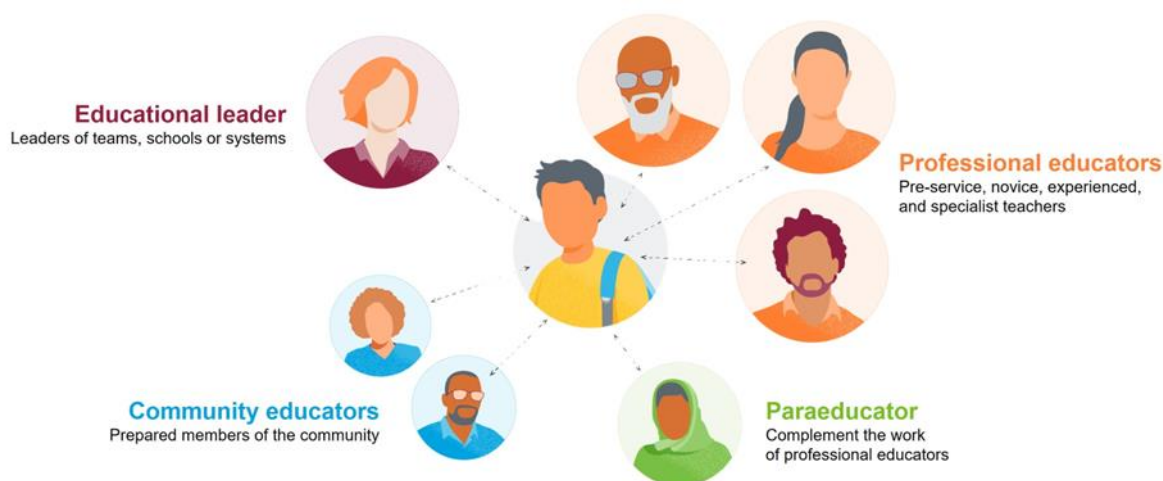 Educational leader
Leaders of teams, schools or systems
Professional educators
Pre-service, novice, experienced,
and specialist teachers
Community educators
Prepared members of the community
Paraeducator
Complement the work
of professional educators